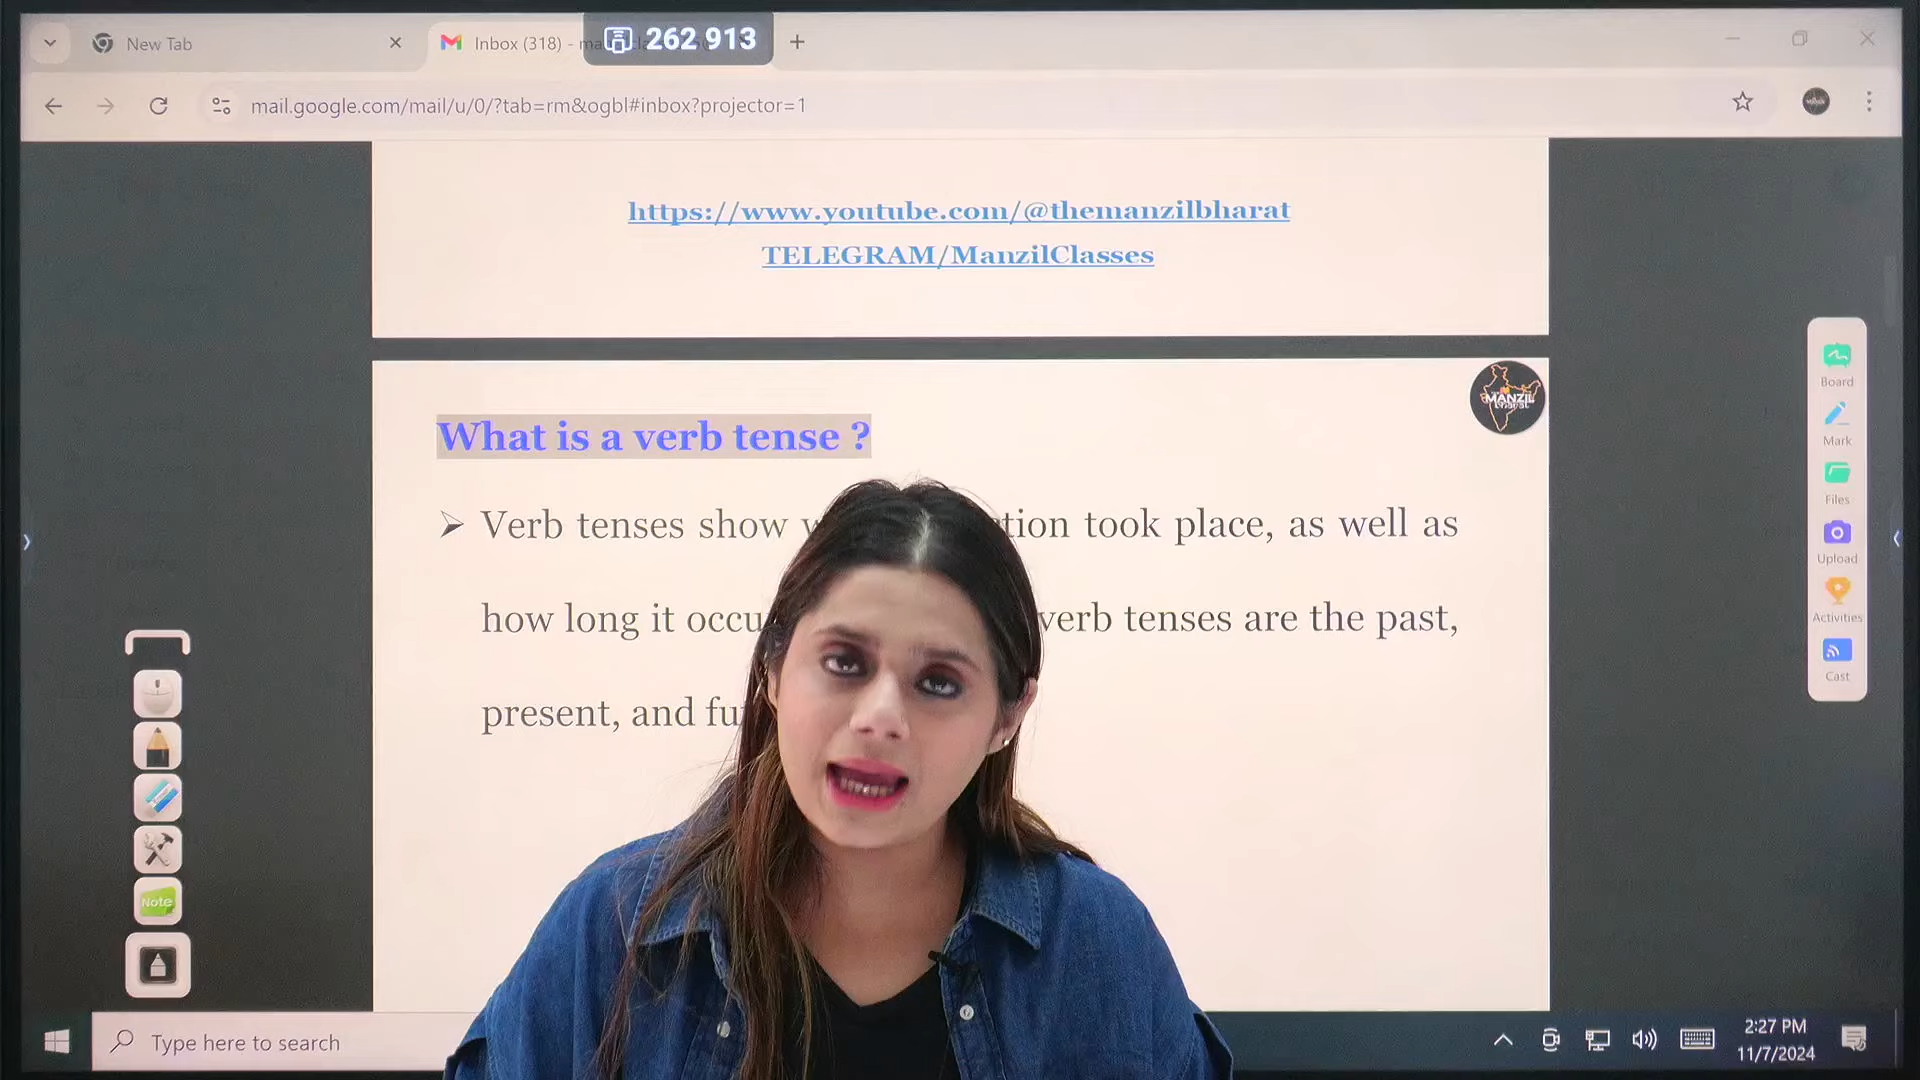 New Tab
Inbox (318) - ma
262 913
mail.google.com/mail/u/0/?tab=rm&ogbl#inbox?projector=1
https://www.youtube.com/@themanzilbharat
TELEGRAM/ManzilClasses
MANZIL
bharat
What is a verb tense ?
➢ Verb tenses show tion took place, as well as
how long it occu verb tenses are the past,
present, and fu
Board
Mark
Files
Upload
Activities
Cast
Note
Type here to search
2:27 PM
11/7/2024